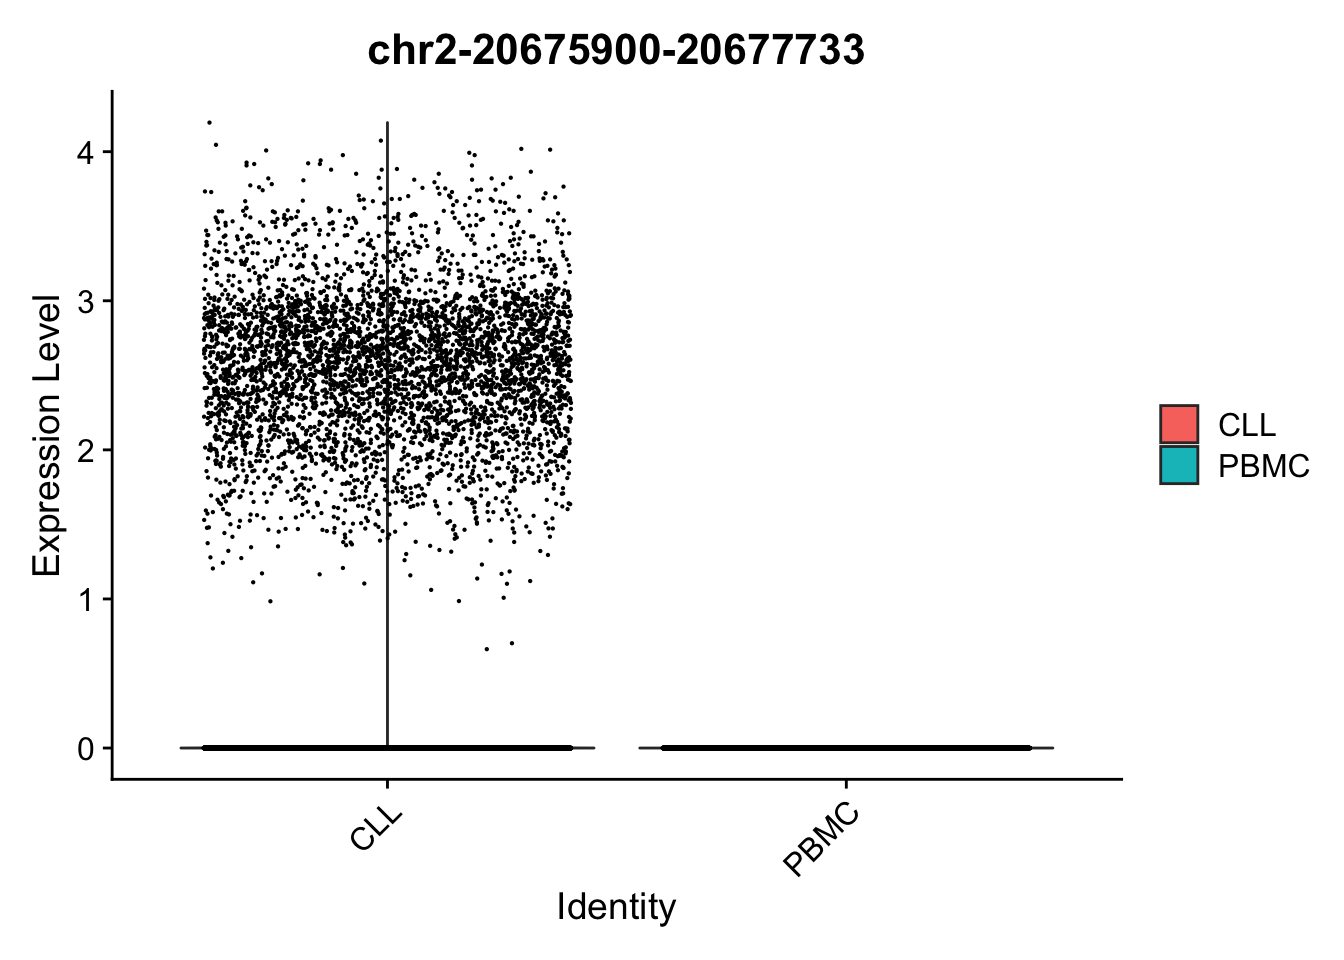 chr2-20675900-20677733
Expression Level
4
3
2
1
0
CLL
PBMC
Identity
CLL
PBMC